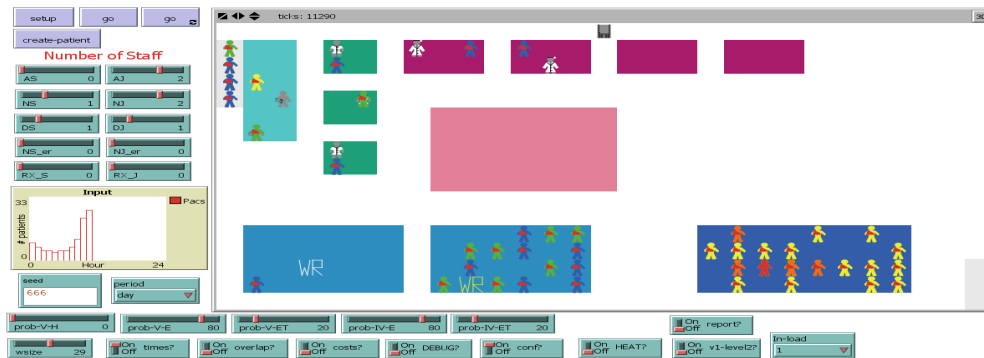 setup
go
go
create-patient
Number of Staff
AS 0
AJ 2
NS 1
NJ 2
DS 1
DJ 1
NS_er 0
NJ_er 0
RX_S 0
RX_J 0
Input
33
# patients
0
0 Hour 24
Pacs
seed
666
period
day
ticks: 11290
3D
WR
WR
prob-V-H 0
prob-V-E 80
prob-V-ET 20
prob-IV-E 80
prob-IV-ET 20
On Off report?
wsize 29
On Off times?
On Off overlap?
On Off costs?
On Off DEBUG?
On Off conf?
On Off HEAT?
On Off v1-level2?
In-load
1